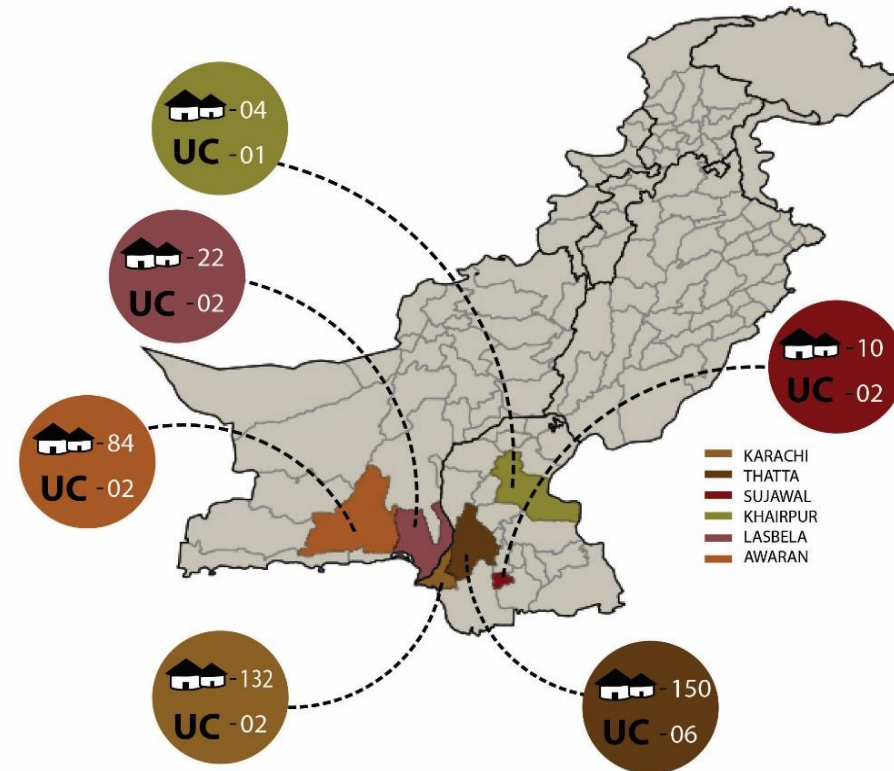 -04
UC -01
-22
UC -02
-10
UC -02
-84
UC -02
KARACHI
THATTA
SUJAWAL
KHAIRPUR
LASBELA
AWARAN
-132
UC -02
-150
UC -06